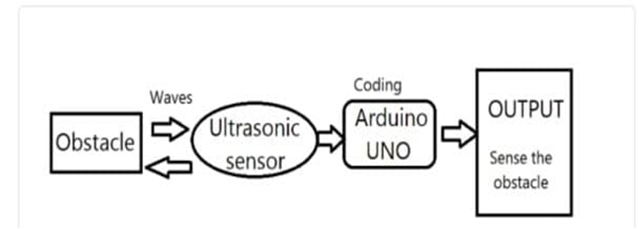 Waves
Obstacle
Ultrasonic
sensor
Coding
Arduino
UNO
OUTPUT
Sense the
obstacle